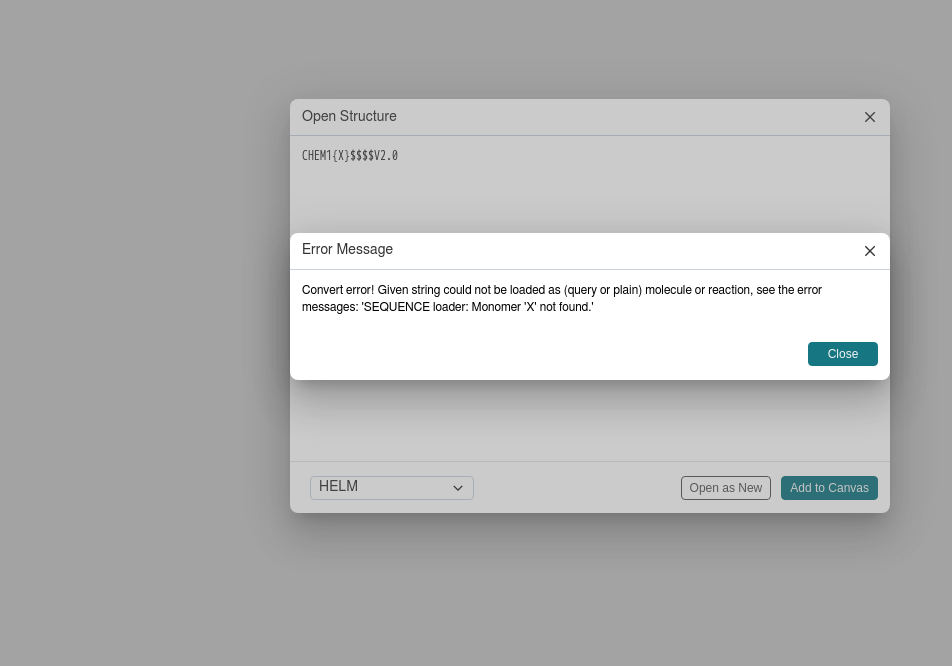 Open Structure
CHEM1{X}$$$$V2.0
Error Message
Convert error! Given string could not be loaded as (query or plain) molecule or reaction, see the error
messages: 'SEQUENCE loader: Monomer 'X' not found.'
Close
HELM
Open as New
Add to Canvas